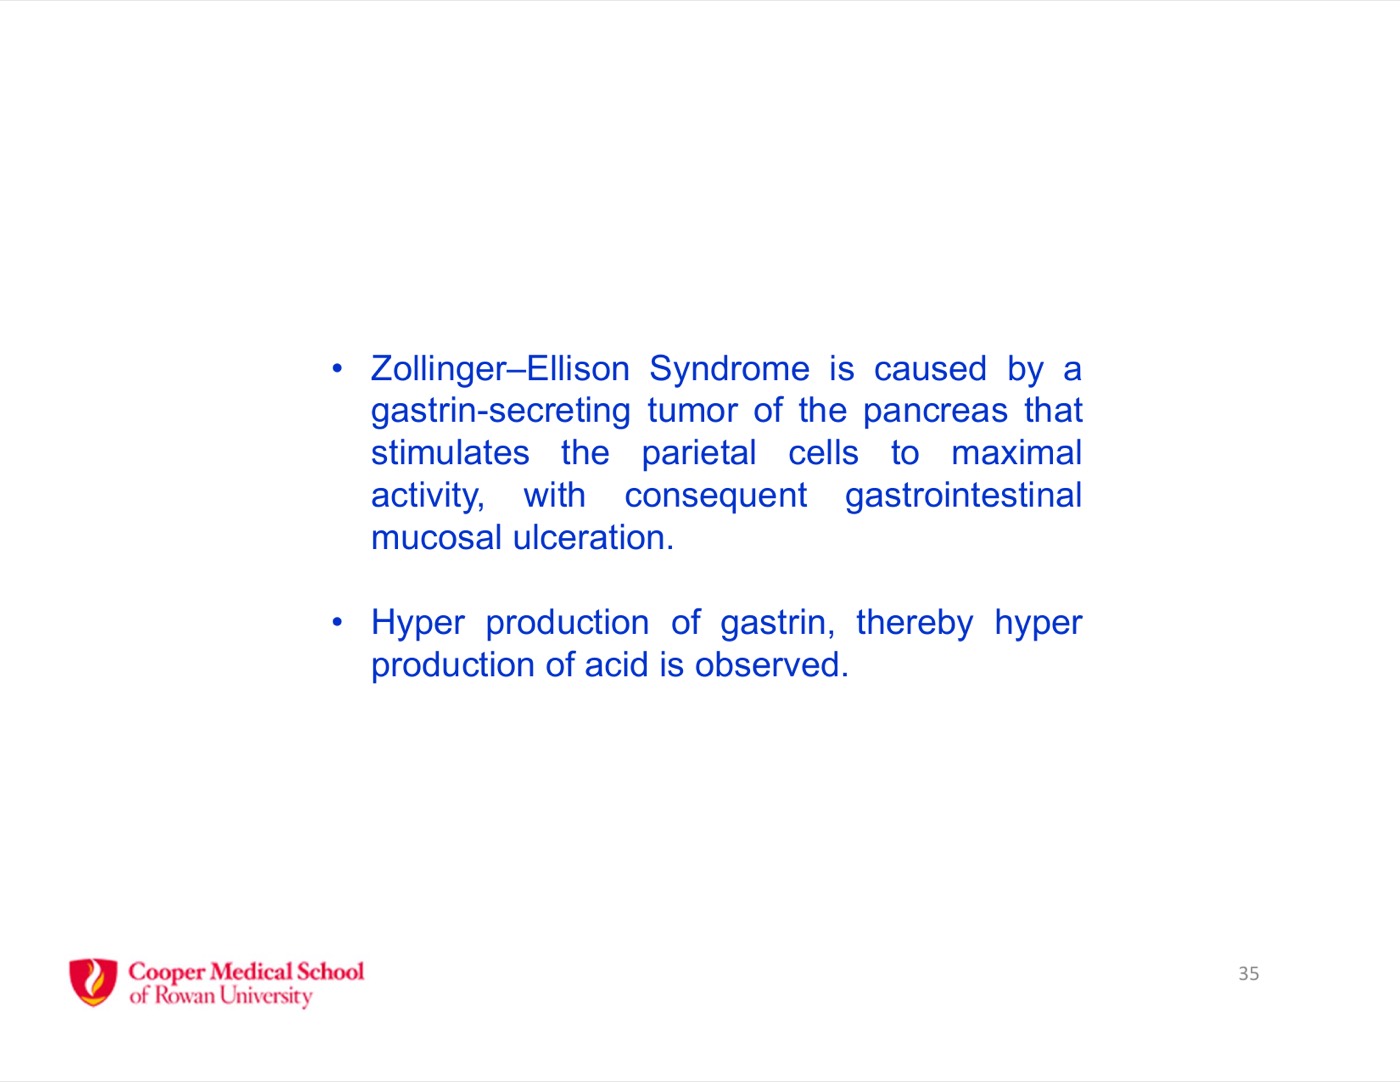 • Zollinger–Ellison Syndrome is caused by a
gastrin-secreting tumor of the pancreas that
stimulates the parietal cells to maximal
activity, with consequent gastrointestinal
mucosal ulceration.
• Hyper production of gastrin, thereby hyper
production of acid is observed.
Cooper Medical School
of Rowan University
35